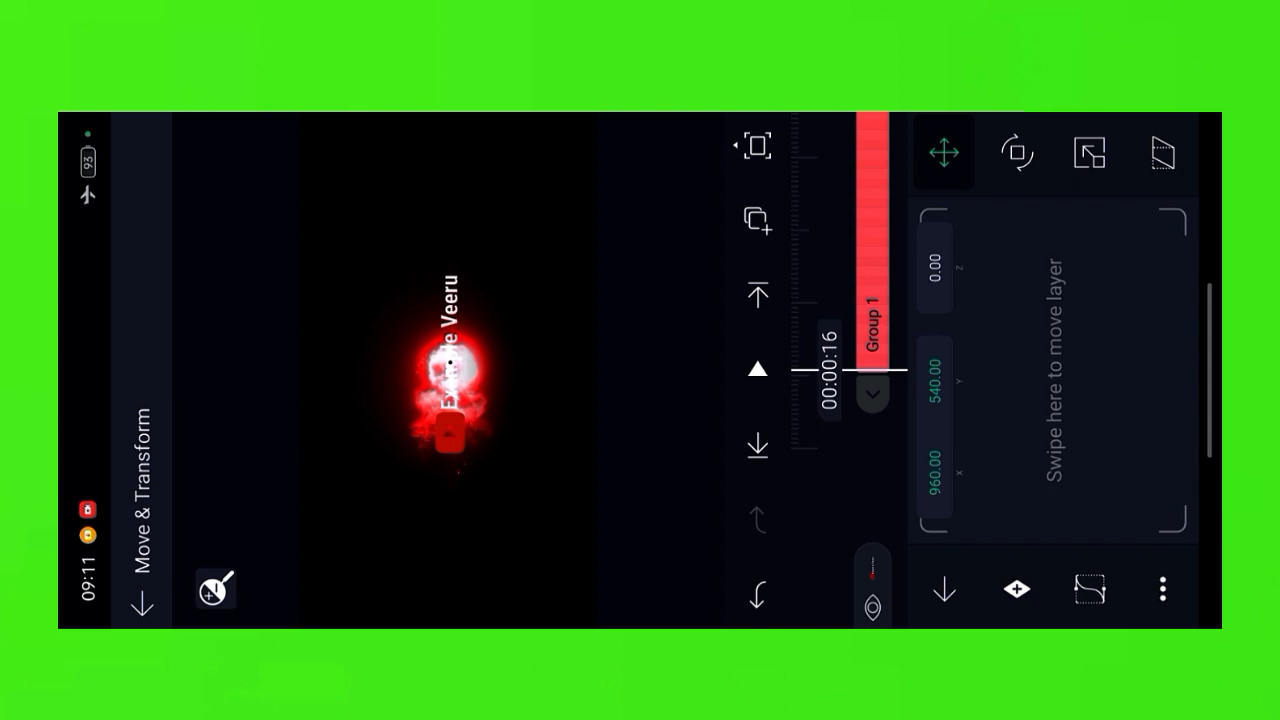 09:11
93
Move & Transform
Example Veeru
00:00:16
Group 1
960.00
540.00
0.00
X
Y
Z
Swipe here to move layer